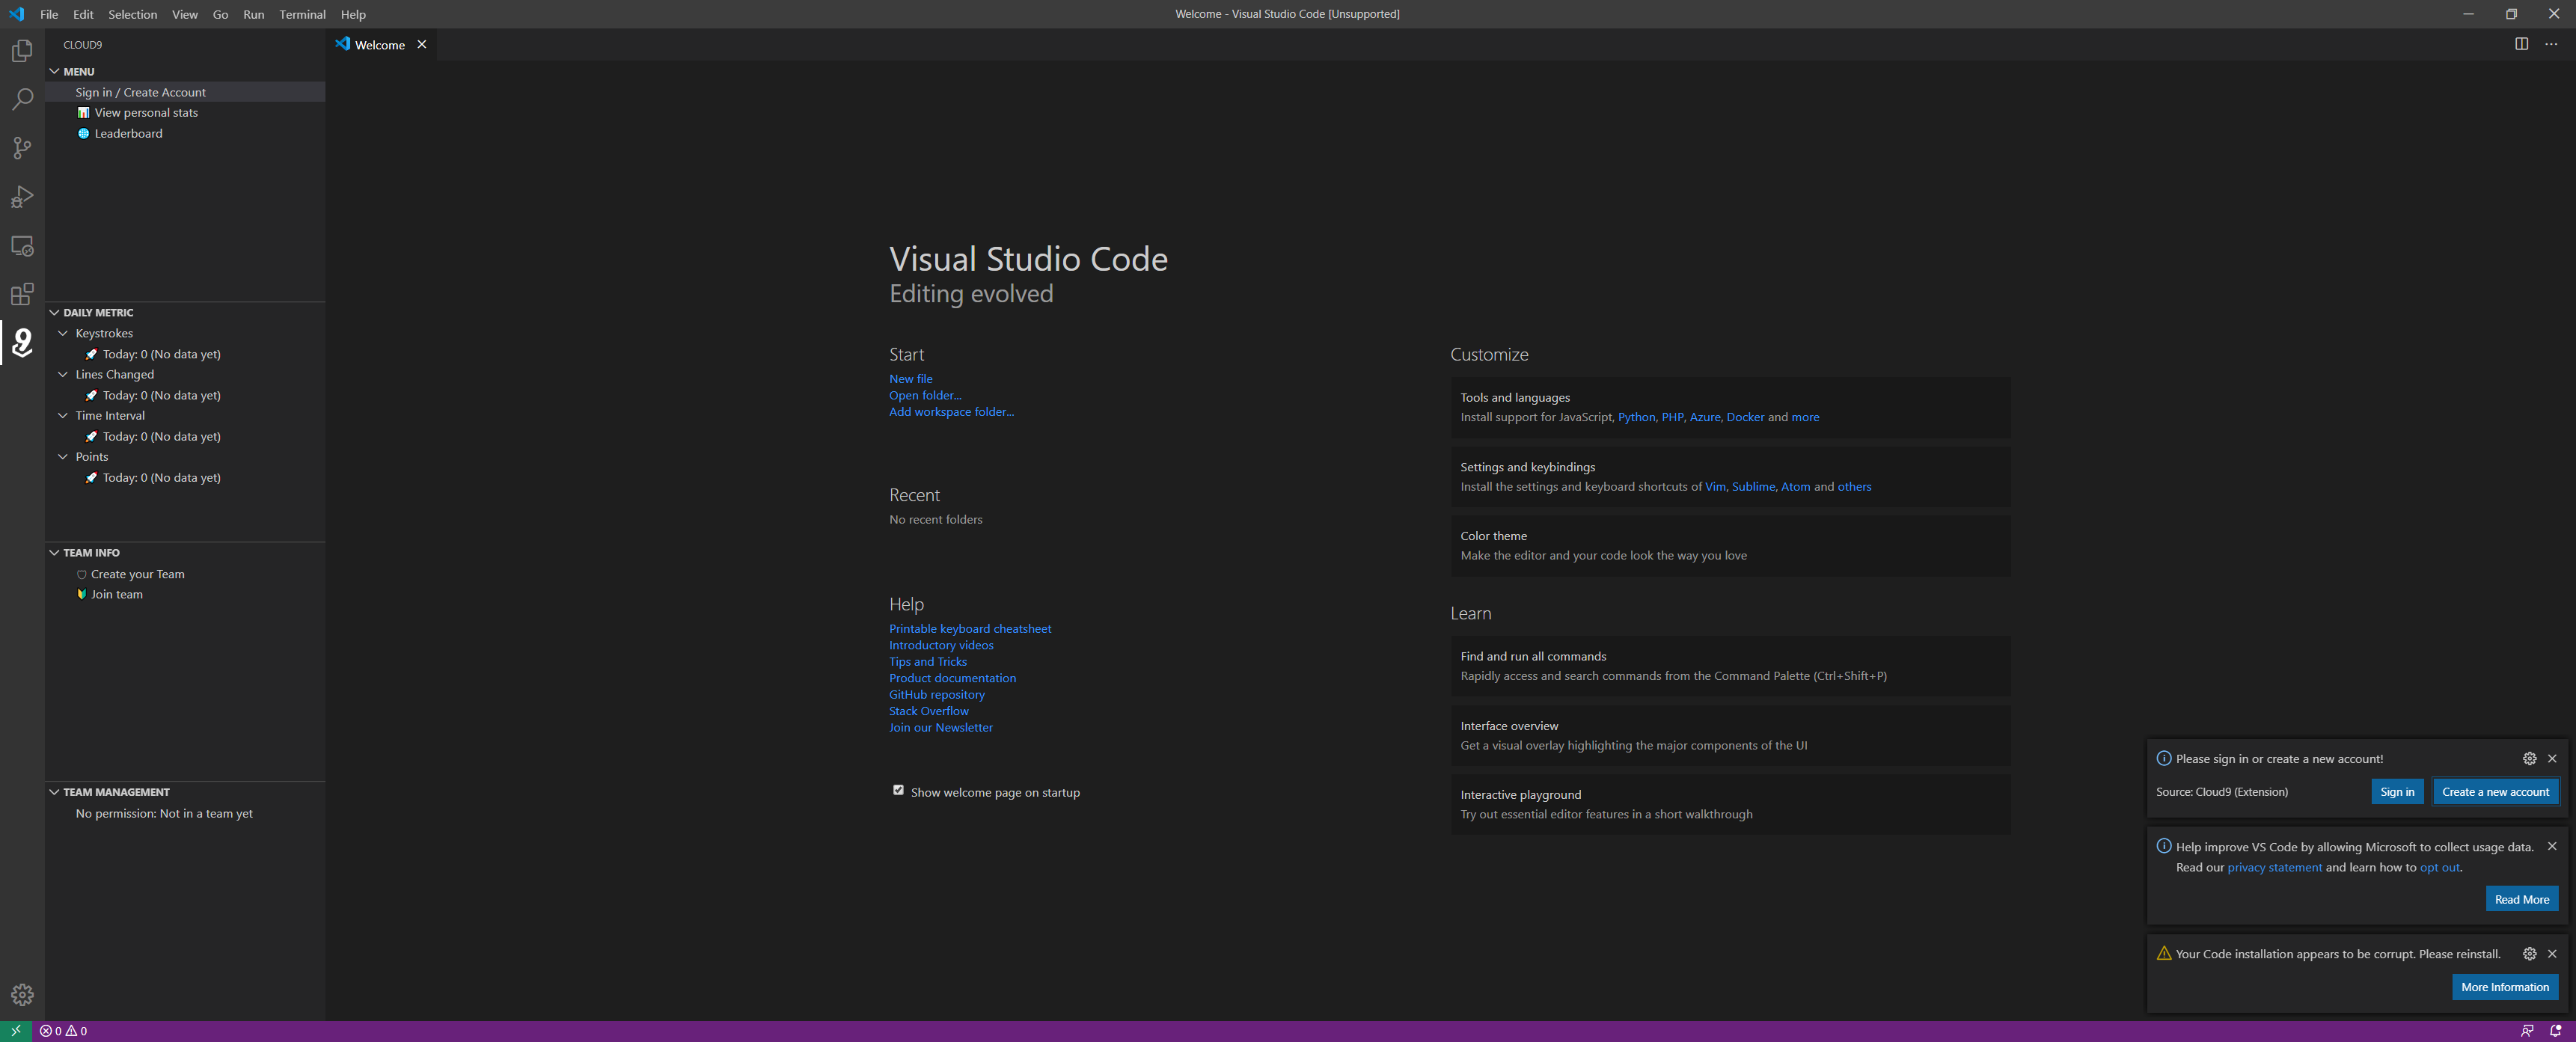 File Edit Selection View Go Run Terminal Help
Welcome - Visual Studio Code [Unsupported]
CLOUD9
MENU
Sign in / Create Account
View personal stats
Leaderboard
DAILY METRIC
Keystrokes
Today: 0 (No data yet)
Lines Changed
Today: 0 (No data yet)
Time Interval
Today: 0 (No data yet)
Points
Today: 0 (No data yet)
TEAM INFO
Create your Team
Join team
TEAM MANAGEMENT
No permission: Not in a team yet
Welcome
Visual Studio Code
Editing evolved
Start
New file
Open folder...
Add workspace folder...
Recent
No recent folders
Help
Printable keyboard cheatsheet
Introductory videos
Tips and Tricks
Product documentation
GitHub repository
Stack Overflow
Join our Newsletter
Show welcome page on startup
Customize
Tools and languages
Install support for JavaScript, Python, PHP, Azure, Docker and more
Settings and keybindings
Install the settings and keyboard shortcuts of Vim, Sublime, Atom and others
Color theme
Make the editor and your code look the way you love
Learn
Find and run all commands
Rapidly access and search commands from the Command Palette (Ctrl+Shift+P)
Interface overview
Get a visual overlay highlighting the major components of the UI
Interactive playground
Try out essential editor features in a short walkthrough
Please sign in or create a new account!
Source: Cloud9 (Extension)
Sign in
Create a new account
Help improve VS Code by allowing Microsoft to collect usage data.
Read our privacy statement and learn how to opt out.
Read More
Your Code installation appears to be corrupt. Please reinstall.
More Information
0 0